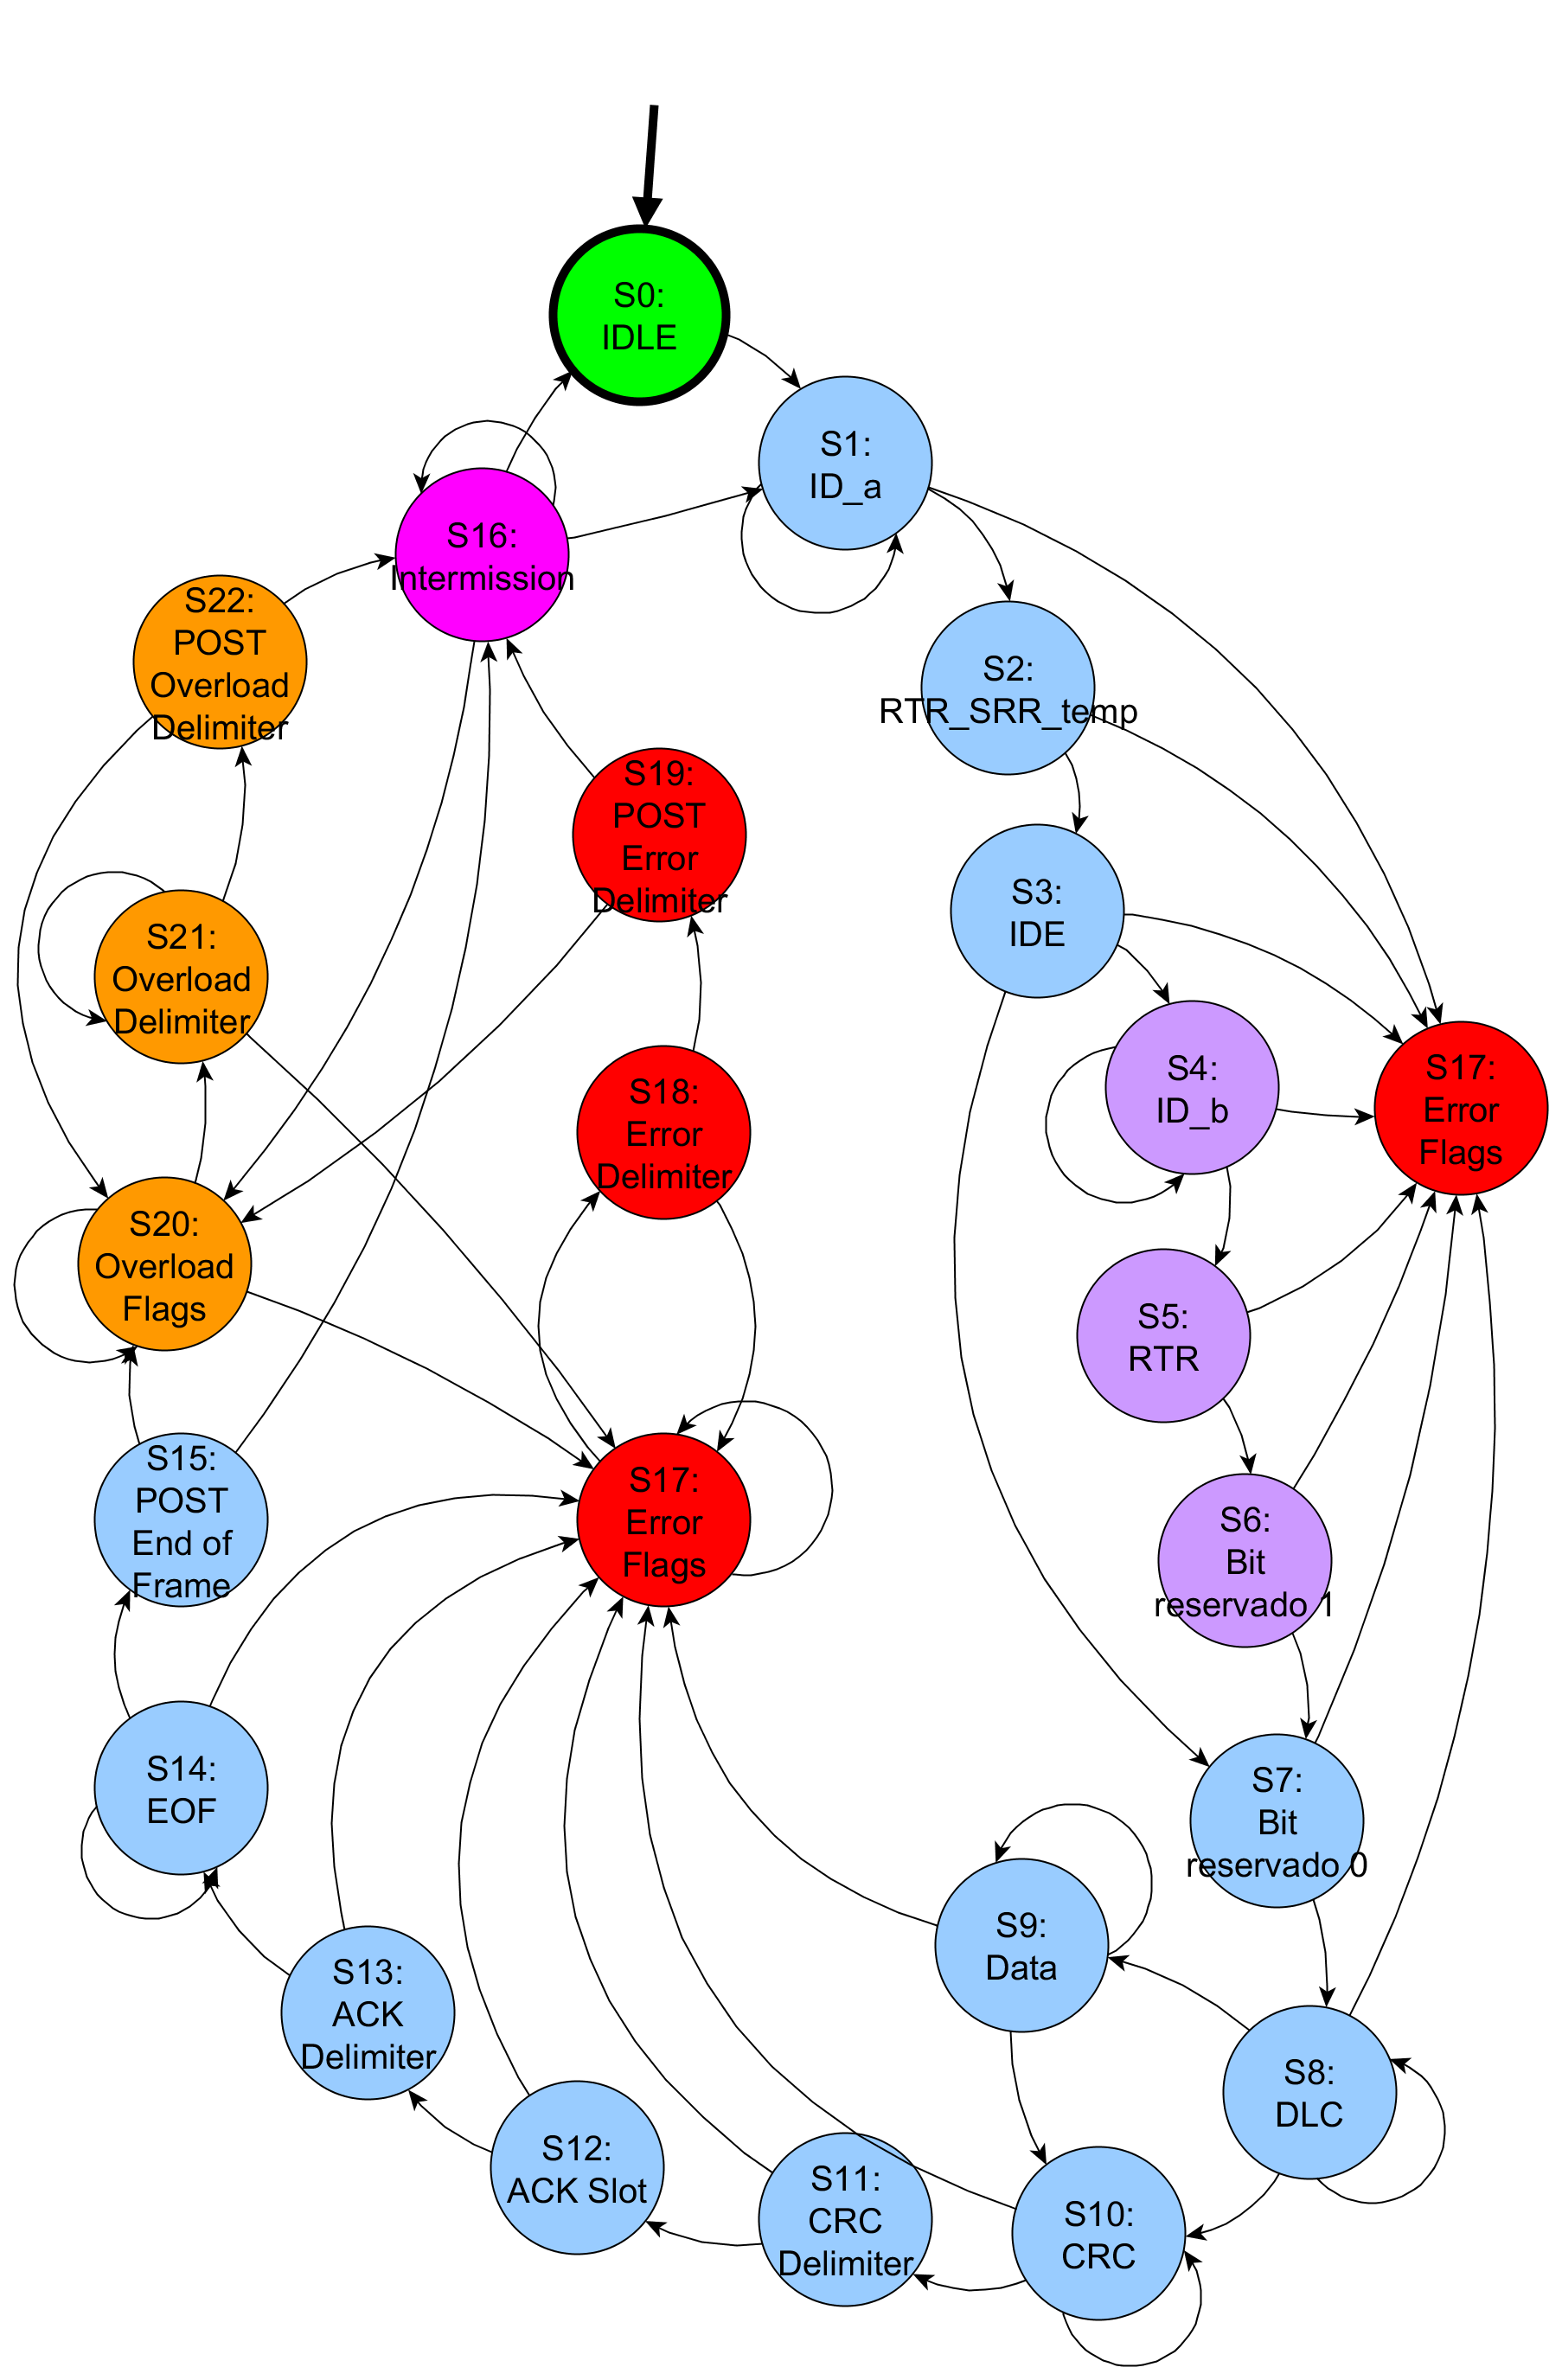 S0:
IDLE
S1:
ID_a
S16:
Intermission
S22:
POST
Overload
Delimiter
S2:
RTR_SRR_temp
S19:
POST
Error
Delimiter
S3:
IDE
S21:
Overload
Delimiter
S18:
Error
Delimiter
S4:
ID_b
S17:
Error
Flags
S20:
Overload
Flags
S5:
RTR
S15:
POST
End of
Frame
S17:
Error
Flags
S6:
Bit
reservado 1
S14:
EOF
S7:
Bit
reservado 0
S9:
Data
S13:
ACK
Delimiter
S8:
DLC
S12:
ACK Slot
S11:
CRC
Delimiter
S10:
CRC